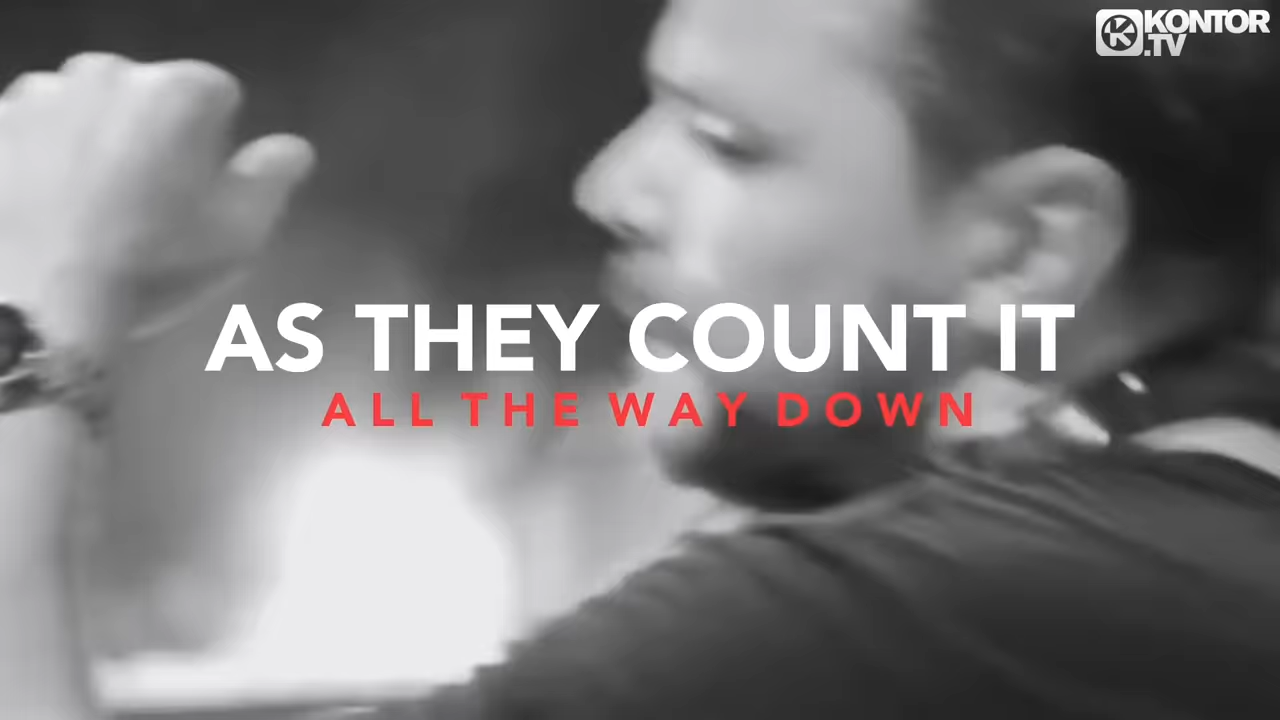 KONTOR
.TV
AS THEY COUNT IT
ALL THE WAY DOWN